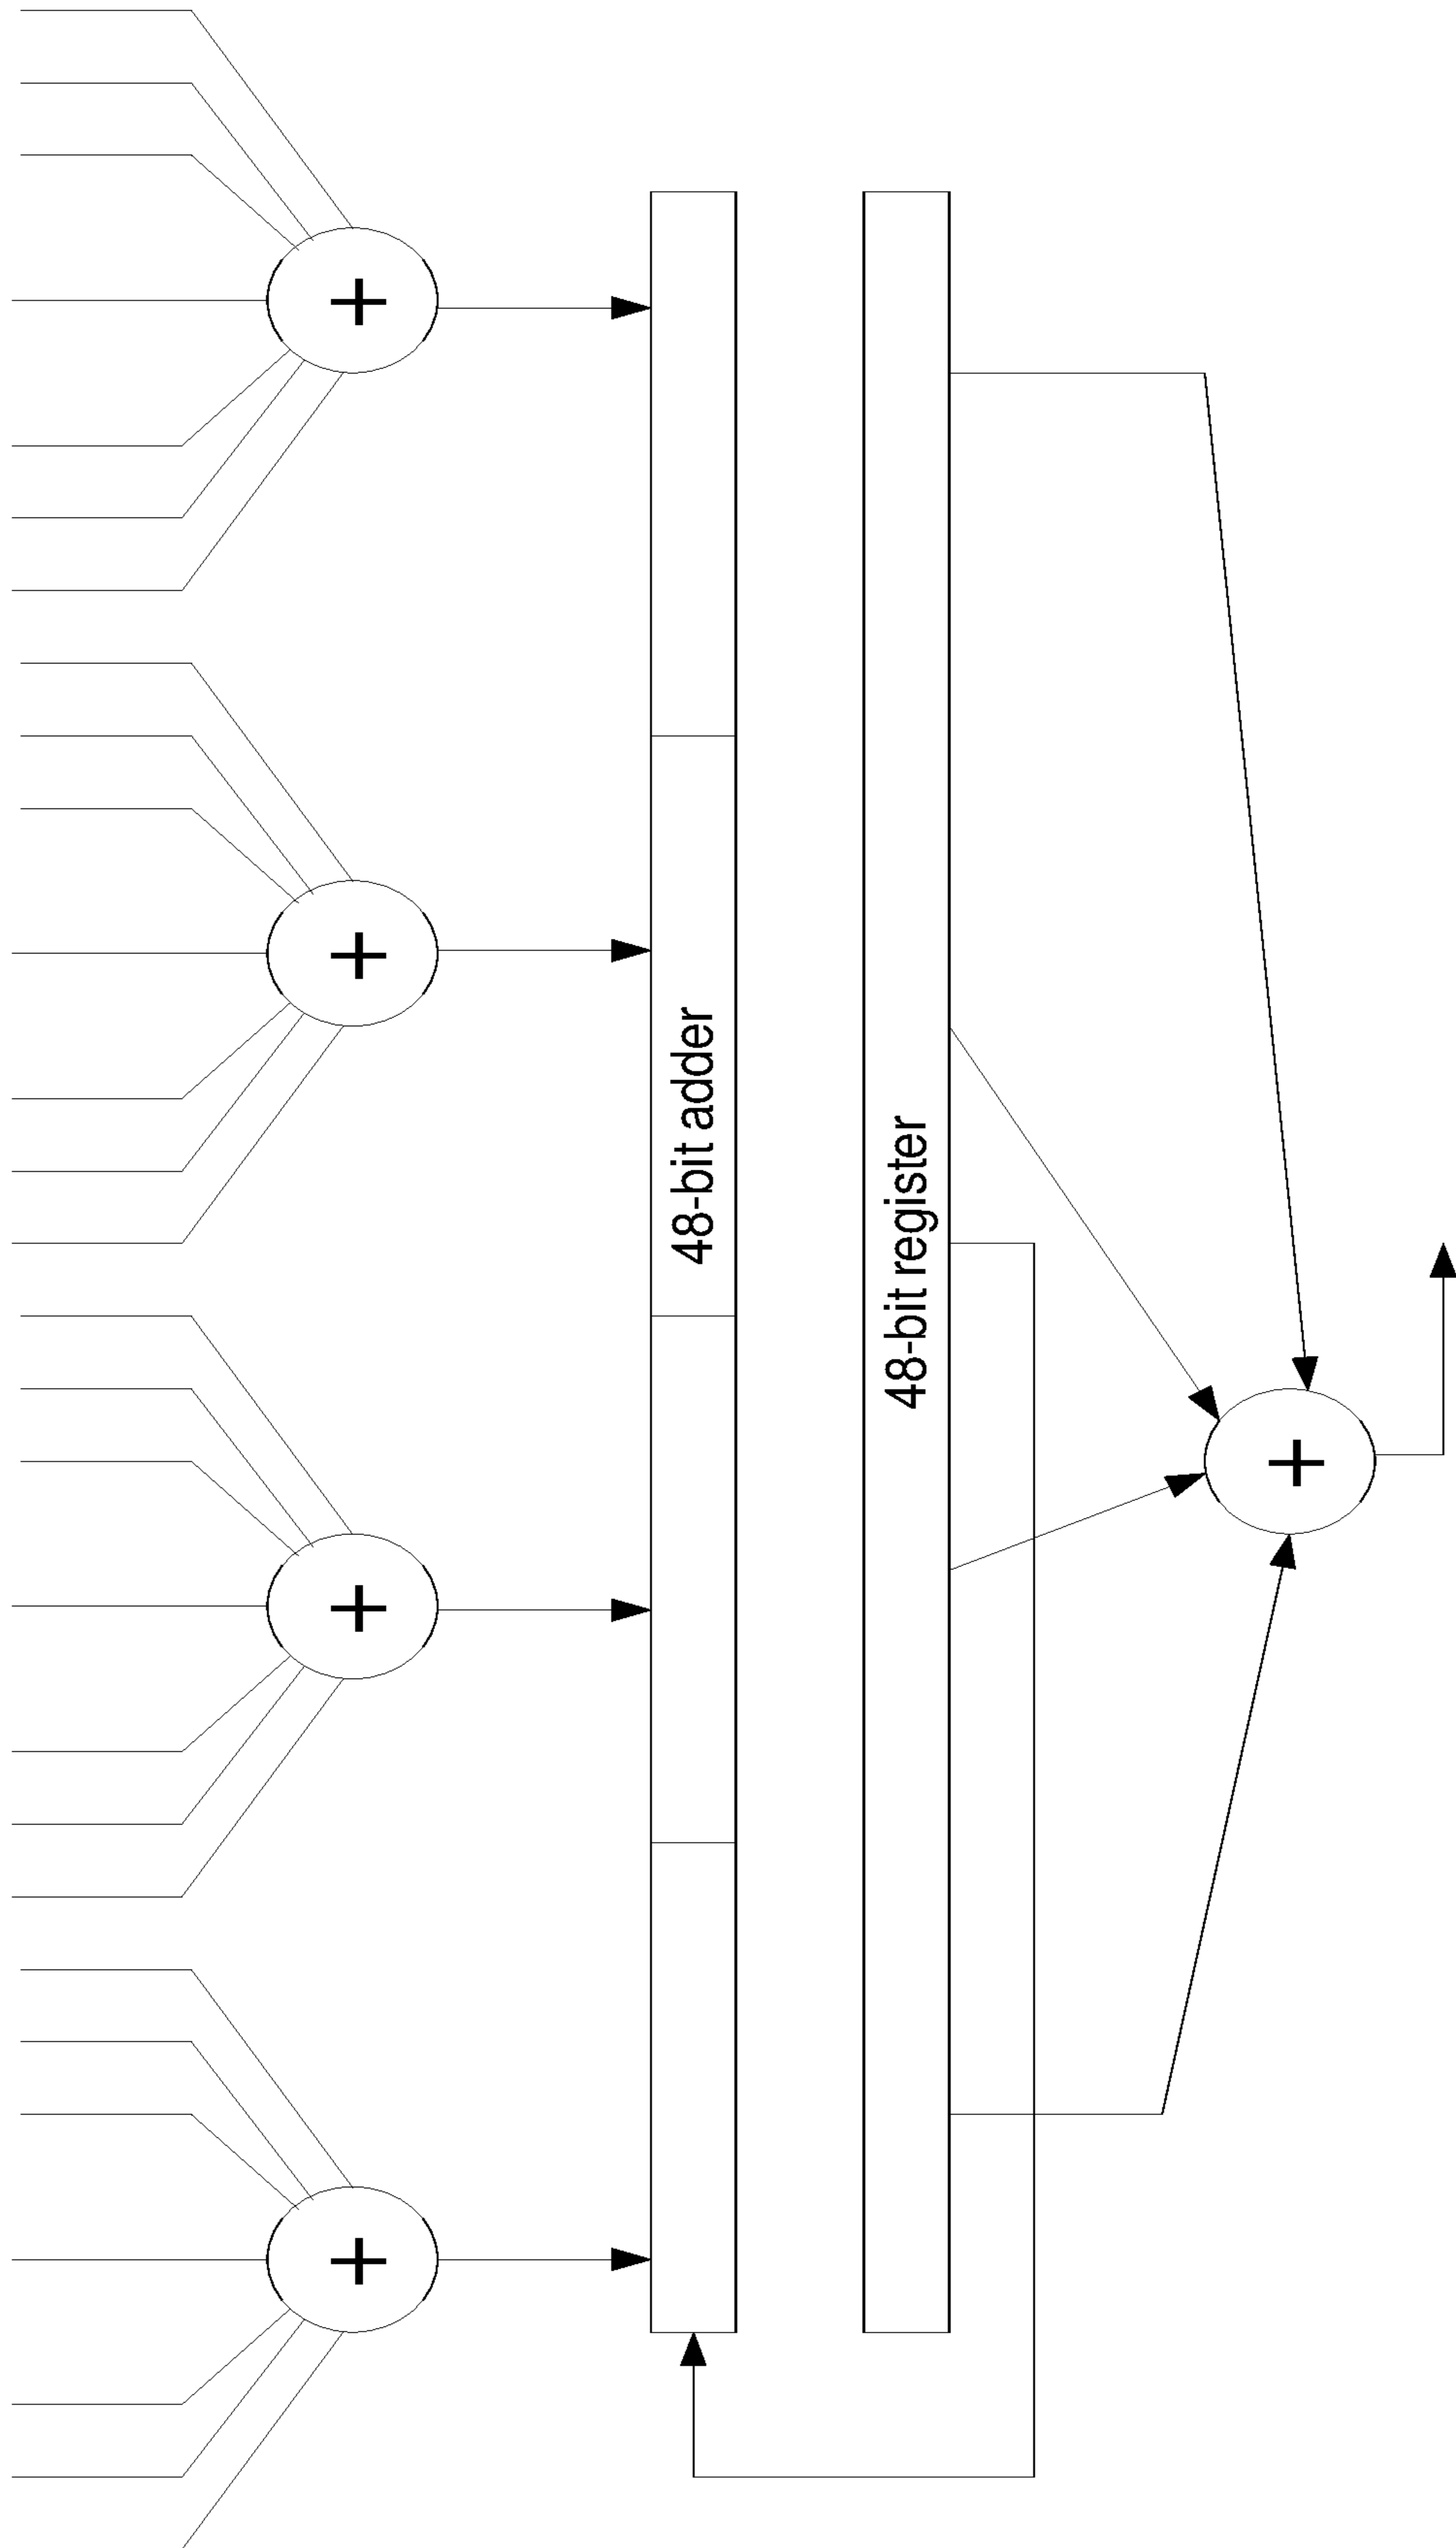 +
+
+
+
48-bit adder
48-bit register
+